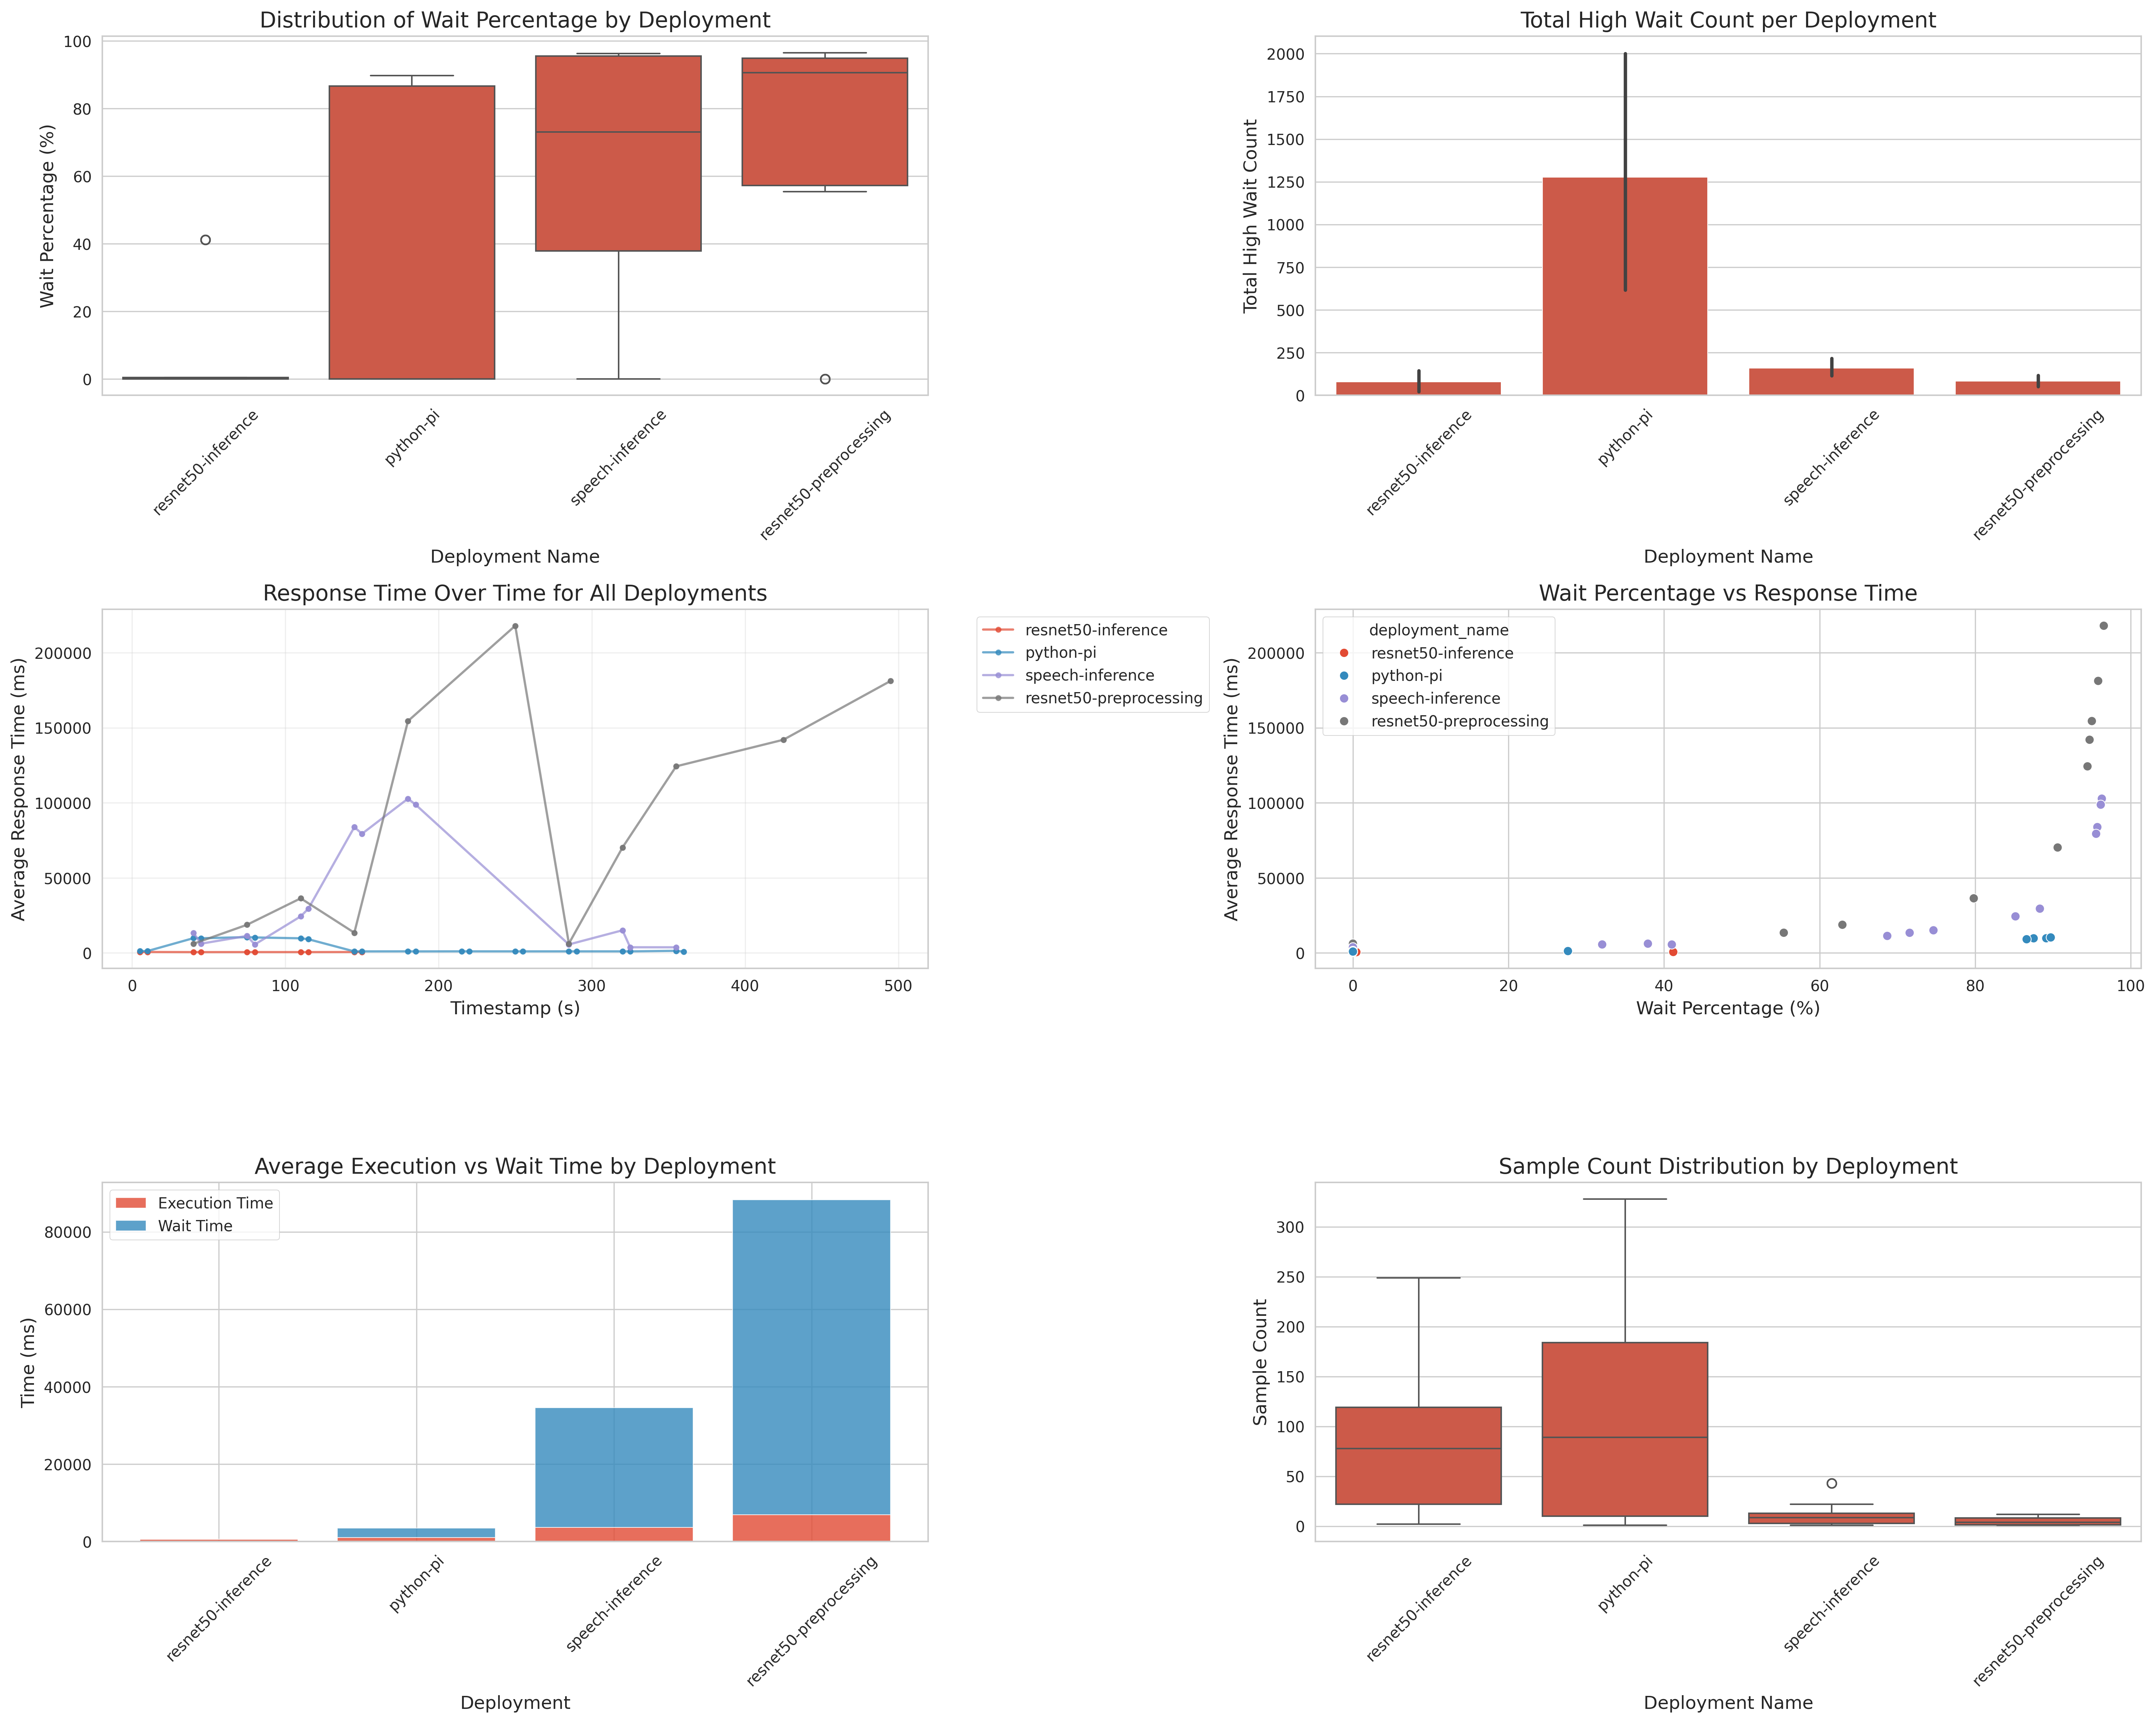 Distribution of Wait Percentage by Deployment
Wait Percentage (%)
100
80
60
40
20
0
resnet50-inference
python-pi
speech-inference
resnet50-preprocessing
Deployment Name
Total High Wait Count per Deployment
Total High Wait Count
2000
1750
1500
1250
1000
750
500
250
0
resnet50-inference
python-pi
speech-inference
resnet50-preprocessing
Deployment Name
Response Time Over Time for All Deployments
Average Response Time (ms)
200000
150000
100000
50000
0
0
100
200
300
400
500
Timestamp (s)
resnet50-inference
python-pi
speech-inference
resnet50-preprocessing
Wait Percentage vs Response Time
Average Response Time (ms)
200000
150000
100000
50000
0
deployment_name
resnet50-inference
python-pi
speech-inference
resnet50-preprocessing
0
20
40
60
80
100
Wait Percentage (%)
Average Execution vs Wait Time by Deployment
Time (ms)
80000
60000
40000
20000
0
Execution Time
Wait Time
resnet50-inference
python-pi
speech-inference
resnet50-preprocessing
Deployment
Sample Count Distribution by Deployment
Sample Count
300
250
200
150
100
50
0
resnet50-inference
python-pi
speech-inference
resnet50-preprocessing
Deployment Name